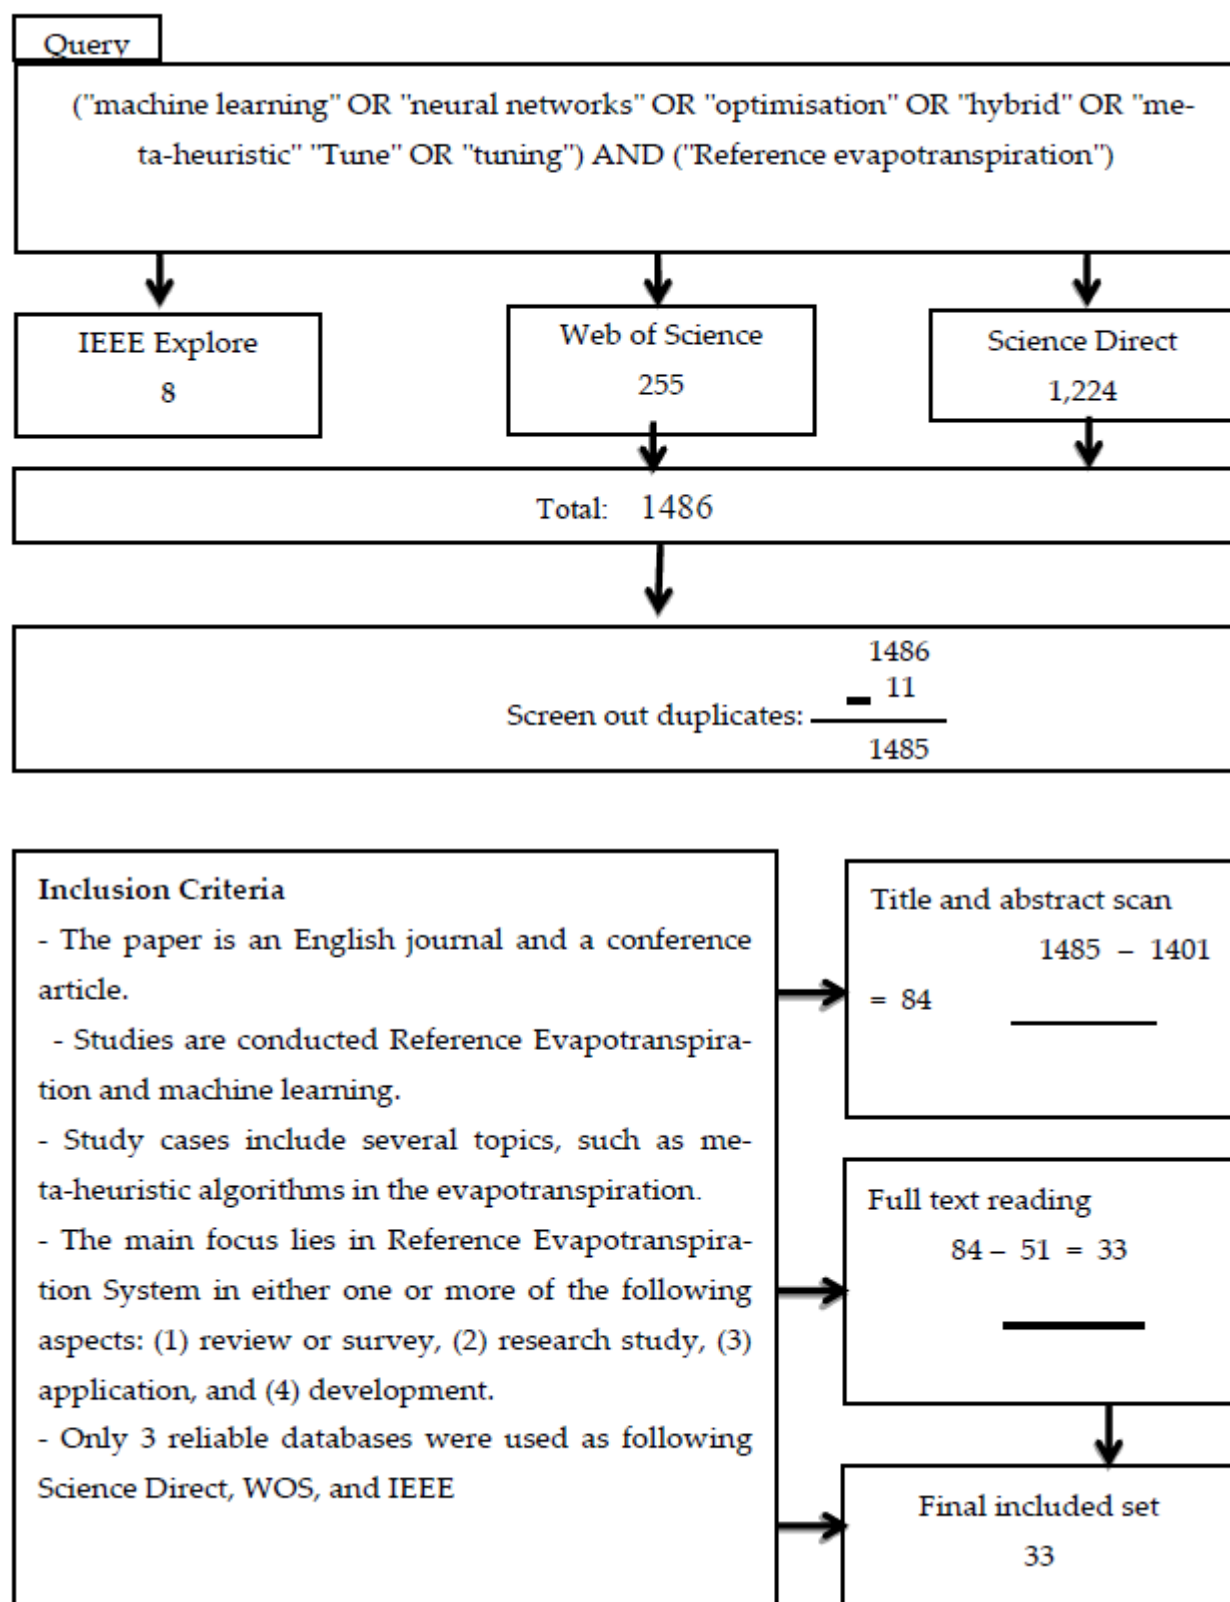 Query
("machine learning" OR "neural networks" OR "optimisation" OR "hybrid" OR "me-
ta-heuristic" "Tune" OR "tuning") AND ("Reference evapotranspiration")
IEEE Explore
8
Web of Science
255
Science Direct
1,224
Total: 1486
1486
- 11
Screen out duplicates:
1485
Inclusion Criteria
- The paper is an English journal and a conference
article.
- Studies are conducted Reference Evapotranspira-
tion and machine learning.
- Study cases include several topics, such as me-
ta-heuristic algorithms in the evapotranspiration.
- The main focus lies in Reference Evapotranspira-
tion System in either one or more of the following
aspects: (1) review or survey, (2) research study, (3)
application, and (4) development.
- Only 3 reliable databases were used as following
Science Direct, WOS, and IEEE
Title and abstract scan
1485 – 1401
= 84
Full text reading
84 – 51 = 33
Final included set
33